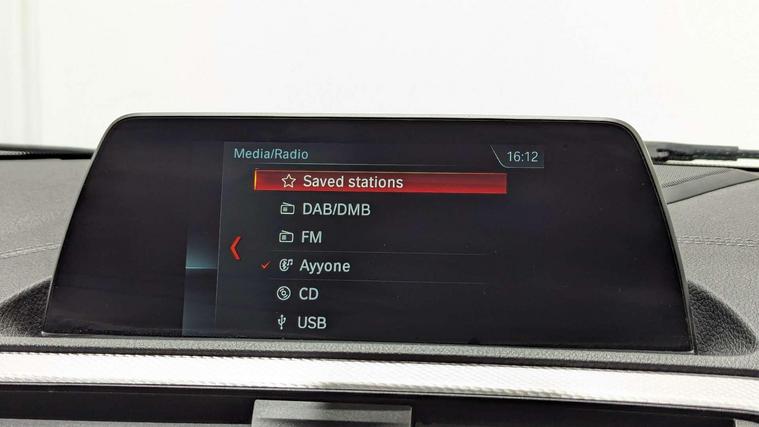 Media/Radio 16:12
Saved stations
DAB/DMB
FM
Ayyone
CD
USB